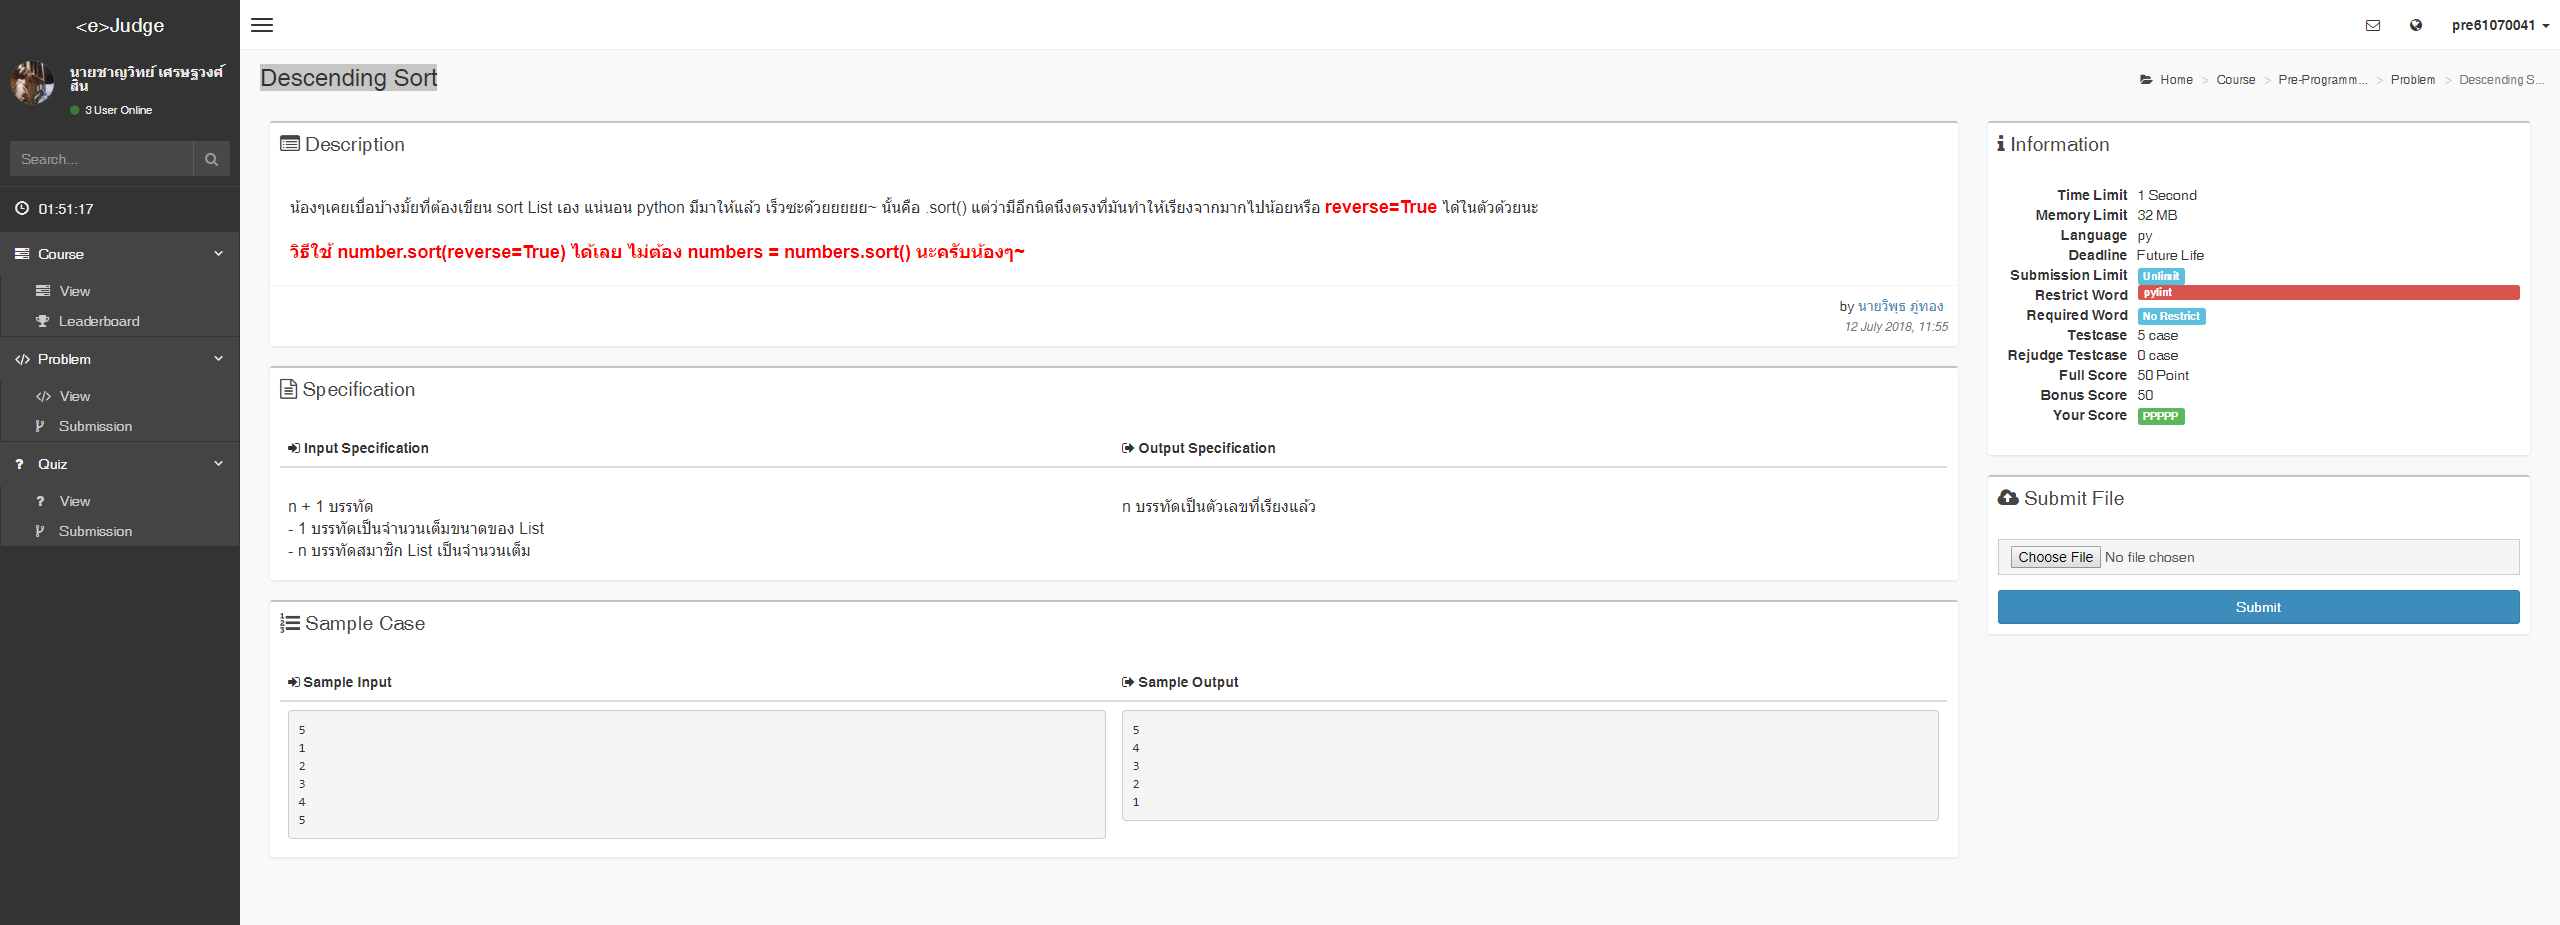 <e>Judge
pre61070041
นายชาญวิทย์ เศรษฐวงศ์
สิน
3 User Online
Search...
01:51:17
Course
View
Leaderboard
Problem
View
Submission
Quiz
View
Submission
Descending Sort
Home > Course > Pre-Programm... > Problem > Descending S...
Description
น้องๆเคยเบื่อบ้างมั้ยที่ต้องเขียน sort List เอง แน่นอน python มีมาให้แล้ว เร็วซะด้วยยยยย~ นั้นคือ .sort() แต่ว่ามีอีกนิดนึงตรงที่มันทำให้เรียงจากมากไปน้อยหรือ reverse=True ได้ในตัวด้วยนะ
วิธีใช้ number.sort(reverse=True) ได้เลย ไม่ต้อง numbers = numbers.sort() นะครับน้องๆ~
by นายวิพุธ ภู่ทอง
12 July 2018, 11:55
Specification
Input Specification
Output Specification
n + 1 บรรทัด
- 1 บรรทัดเป็นจำนวนเต็มขนาดของ List
- n บรรทัดสมาชิก List เป็นจำนวนเต็ม
n บรรทัดเป็นตัวเลขที่เรียงแล้ว
Sample Case
Sample Input
Sample Output
5
1
2
3
4
5
5
4
3
2
1
Information
Time Limit 1 Second
Memory Limit 32 MB
Language py
Deadline Future Life
Submission Limit Unlimit
Restrict Word pylint
Required Word No Restrict
Testcase 5 case
Rejudge Testcase 0 case
Full Score 50 Point
Bonus Score 50
Your Score PPPPP
Submit File
Choose File No file chosen
Submit